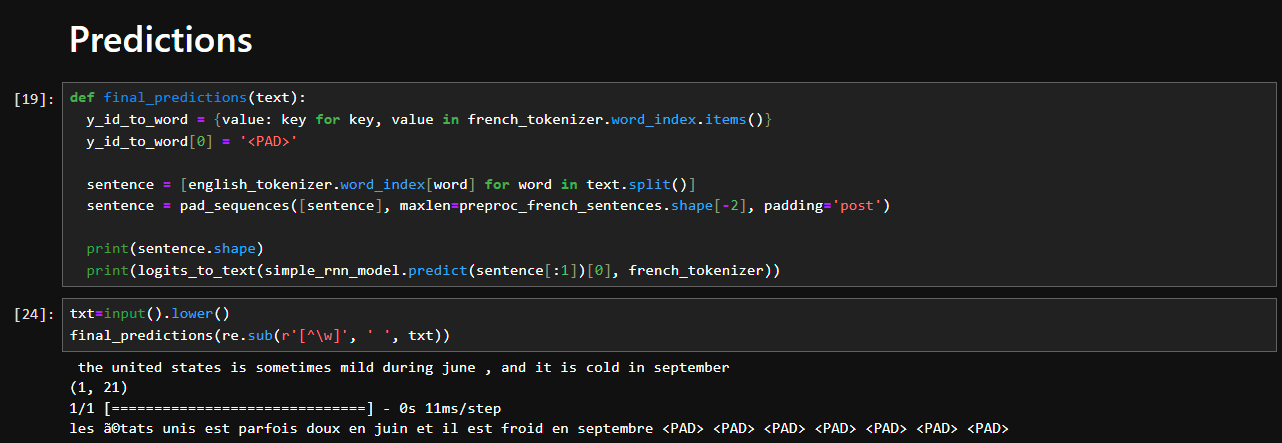 Predictions
[19]:
def final_predictions(text):
y_id_to_word = {value: key for key, value in french_tokenizer.word_index.items()}
y_id_to_word[0] = '<PAD>'
sentence = [english_tokenizer.word_index[word] for word in text.split()]
sentence = pad_sequences([sentence], maxlen=preproc_french_sentences.shape[-2], padding='post')
print(sentence.shape)
print(logits_to_text(simple_rnn_model.predict(sentence[:1])[0], french_tokenizer))
[24]:
txt=input().lower()
final_predictions(re.sub(r'[^\w]', ' ', txt))
the united states is sometimes mild during june , and it is cold in september
(1, 21)
1/1 [==============================] - 0s 11ms/step
les ã©tats unis est parfois doux en juin et il est froid en septembre <PAD> <PAD> <PAD> <PAD> <PAD> <PAD> <PAD>